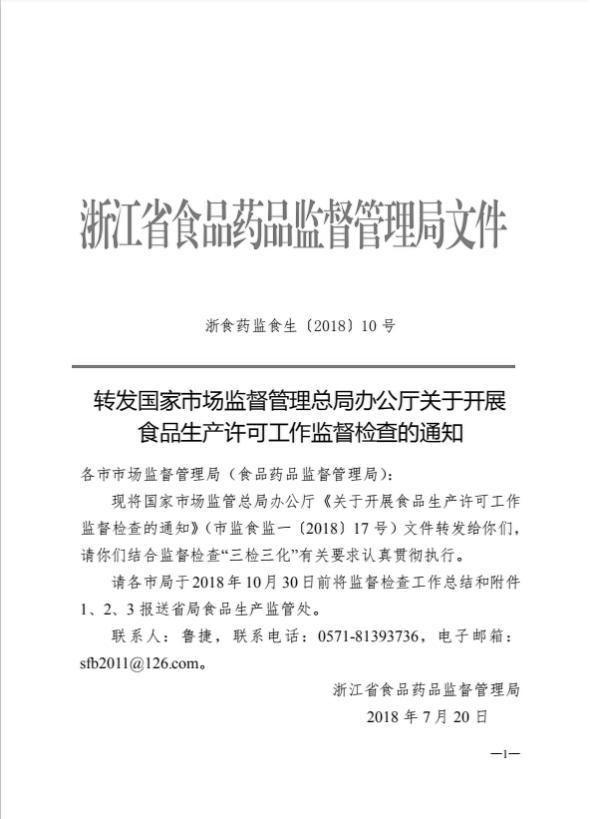 浙江省食品药品监督管理局文件
浙食药监食生〔2018〕10 号
转发国家市场监督管理总局办公厅关于开展
食品生产许可工作监督检查的通知
各市市场监督管理局（食品药品监督管理局）：
现将国家市场监管总局办公厅《关于开展食品生产许可工作
监督检查的通知》（市监食监一〔2018〕17 号）文件转发给你们，
请你们结合监督检查“三检三化”有关要求认真贯彻执行。
请各市局于2018 年 10 月 30 日前将监督检查工作总结和附件
1、2、3 报送省局食品生产监管处。
联系人：鲁捷，联系电话：0571-81393736，电子邮箱：
sfb2011@126.com。
浙江省食品药品监督管理局
2018 年 7 月 20 日
—1—